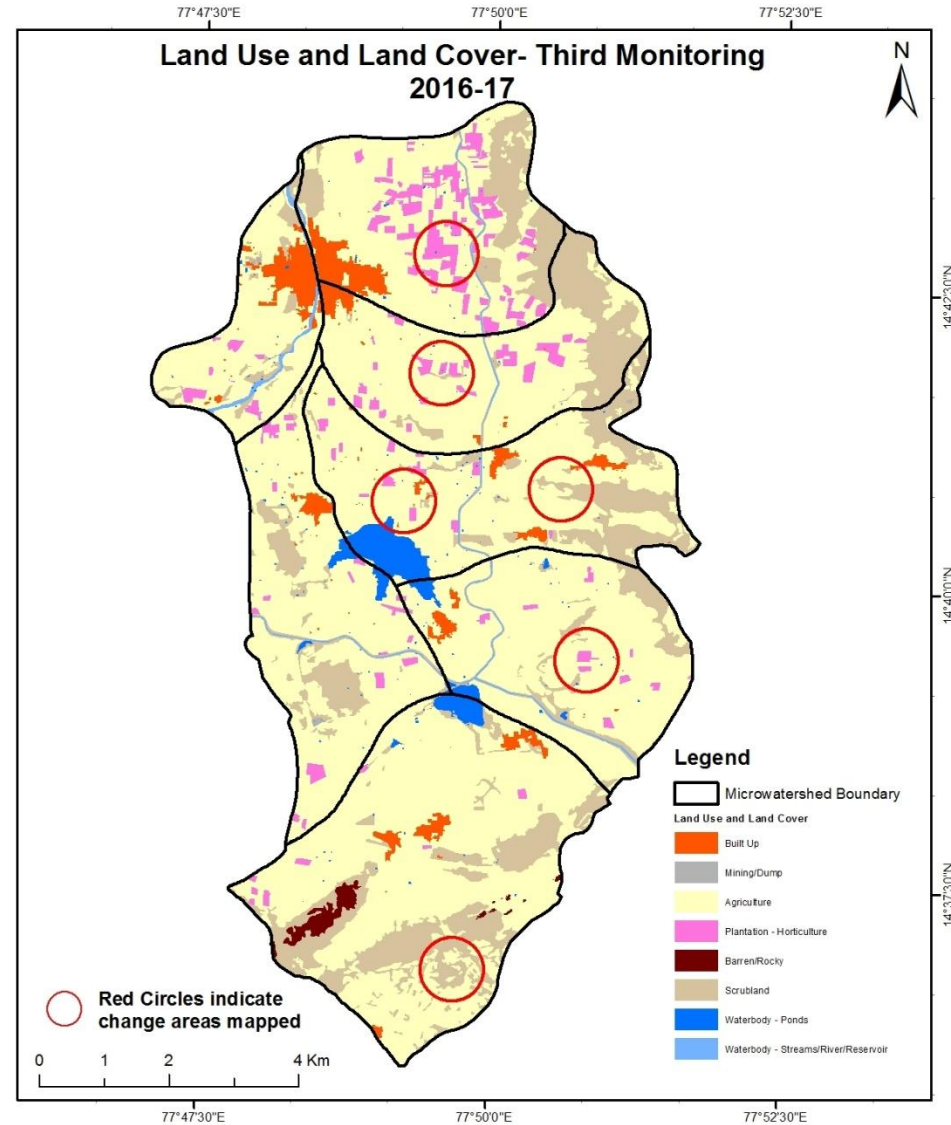 77°47'30"E
77°50'0"E
77°52'30"E
Land Use and Land Cover- Third Monitoring
2016-17
N
14°42'30"N
14°40'0"N
14°37'30"N
Legend
Microwatershed Boundary
Land Use and Land Cover
Built Up
Mining/Dump
Agriculture
Plantation - Horticulture
Barren/Rocky
Scrubland
Waterbody - Ponds
Waterbody - Streams/River/Reservoir
Red Circles indicate
change areas mapped
0 1 2 4 Km
77°47'30"E
77°50'0"E
77°52'30"E